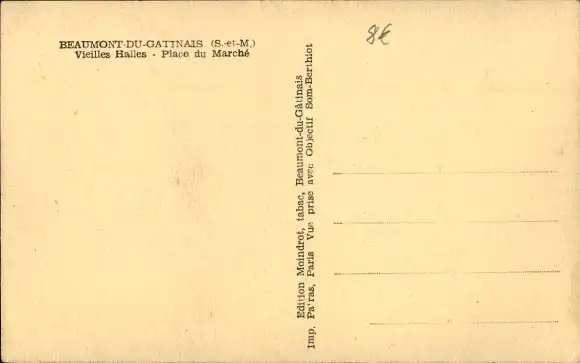 BEAUMONT-DU-GATINAIS (S.-et-M.)
Vieilles Halles - Place du Marché
8€
Edition Moindrot, tabac, Beaumont-du-Gâtinais
Imp. Pa'ras, Paris Vue prise avec Objectif Som-Berthiot